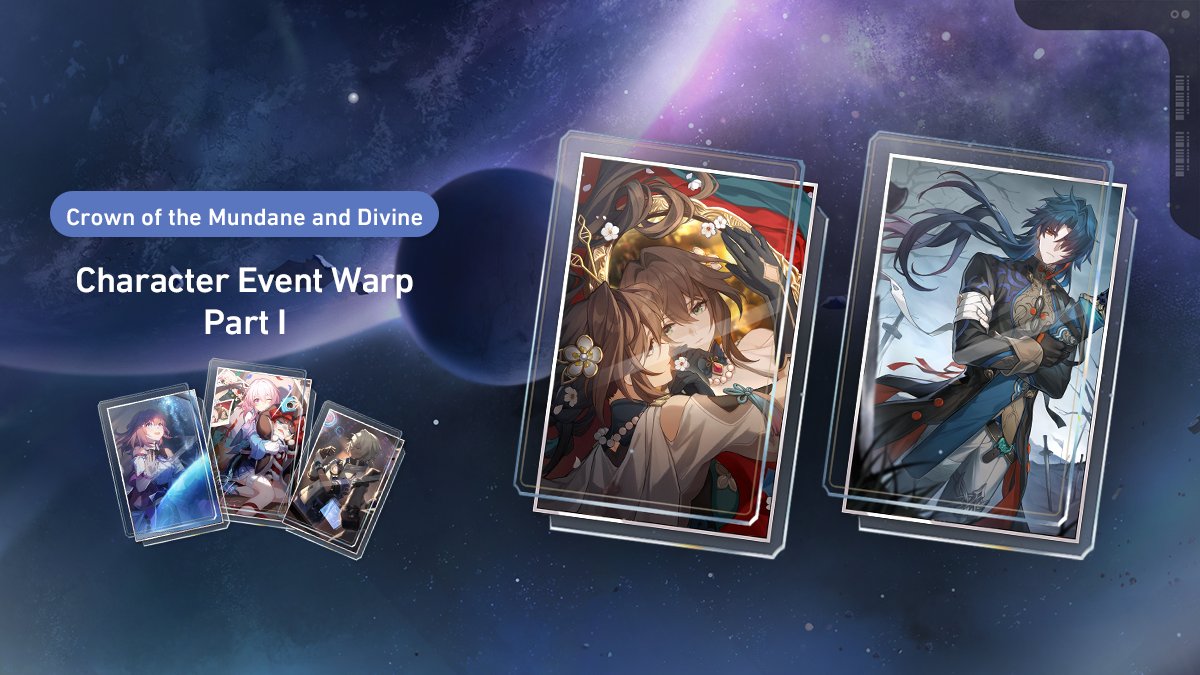 Crown of the Mundane and Divine
Character Event Warp
Part I